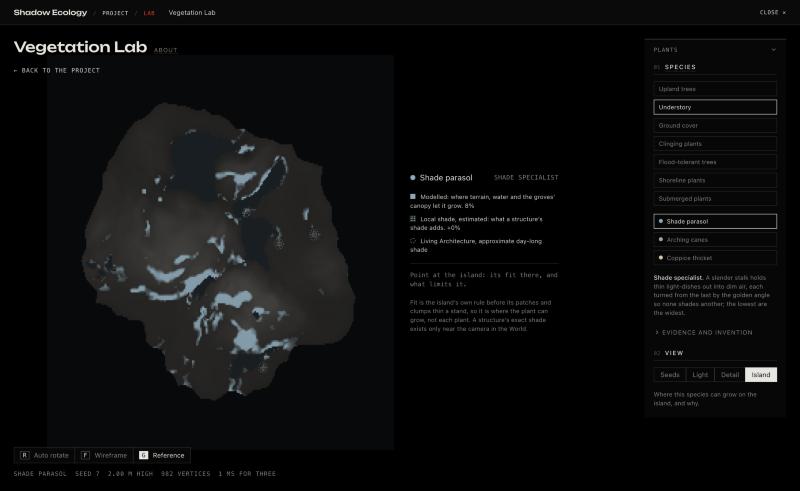 Shadow Ecology / PROJECT / LAB Vegetation Lab CLOSE ×
Vegetation Lab ABOUT
← BACK TO THE PROJECT
Shade parasol SHADE SPECIALIST
Modelled: where terrain, water and the groves'
canopy let it grow. 8%
Local shade, estimated: what a structure's
shade adds. +0%
Living Architecture, approximate day-long
shade
Point at the island: its fit there, and
what limits it.
Fit is the island's own rule before its patches and
clumps thin a stand, so it is where the plant can
grow, not each plant. A structure's exact shade
exists only near the camera in the World.
PLANTS
01 SPECIES
Upland trees
Understory
Ground cover
Clinging plants
Flood-tolerant trees
Shoreline plants
Submerged plants
Shade parasol
Arching canes
Coppice thicket
Shade specialist. A slender stalk holds
thin light-dishes out into dim air, each
turned from the last by the golden angle
so none shades another; the lowest are
the widest.
> EVIDENCE AND INVENTION
02 VIEW
Seeds Light Detail Island
Where this species can grow on the
island, and why.
R Auto rotate F Wireframe G Reference
SHADE PARASOL SEED 7 2.00 M HIGH 982 VERTICES 1 MS FOR THREE